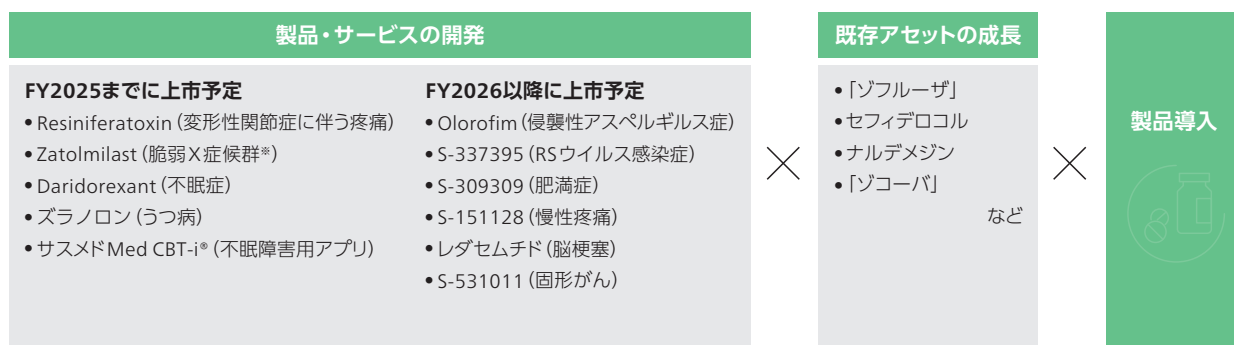 製品・サービスの開発
FY2025までに上市予定
• Resiniferatoxin（変形性関節症に伴う疼痛）
• Zatolmilast（脆弱X症候群※）
• Daridorexant（不眠症）
• ズラノロン（うつ病）
• サスメドMed CBT-i®（不眠障害用アプリ）
FY2026以降に上市予定
• Olorofim（侵襲性アスペルギルス症）
• S-337395（RSウイルス感染症）
• S-309309（肥満症）
• S-151128（慢性疼痛）
• レダセムチド（脳梗塞）
• S-531011（固形がん）
×
既存アセットの成長
•「ゾフルーザ」
• セフィデロコル
• ナルデメジン
•「ゾコーバ」
など
×
製品導入